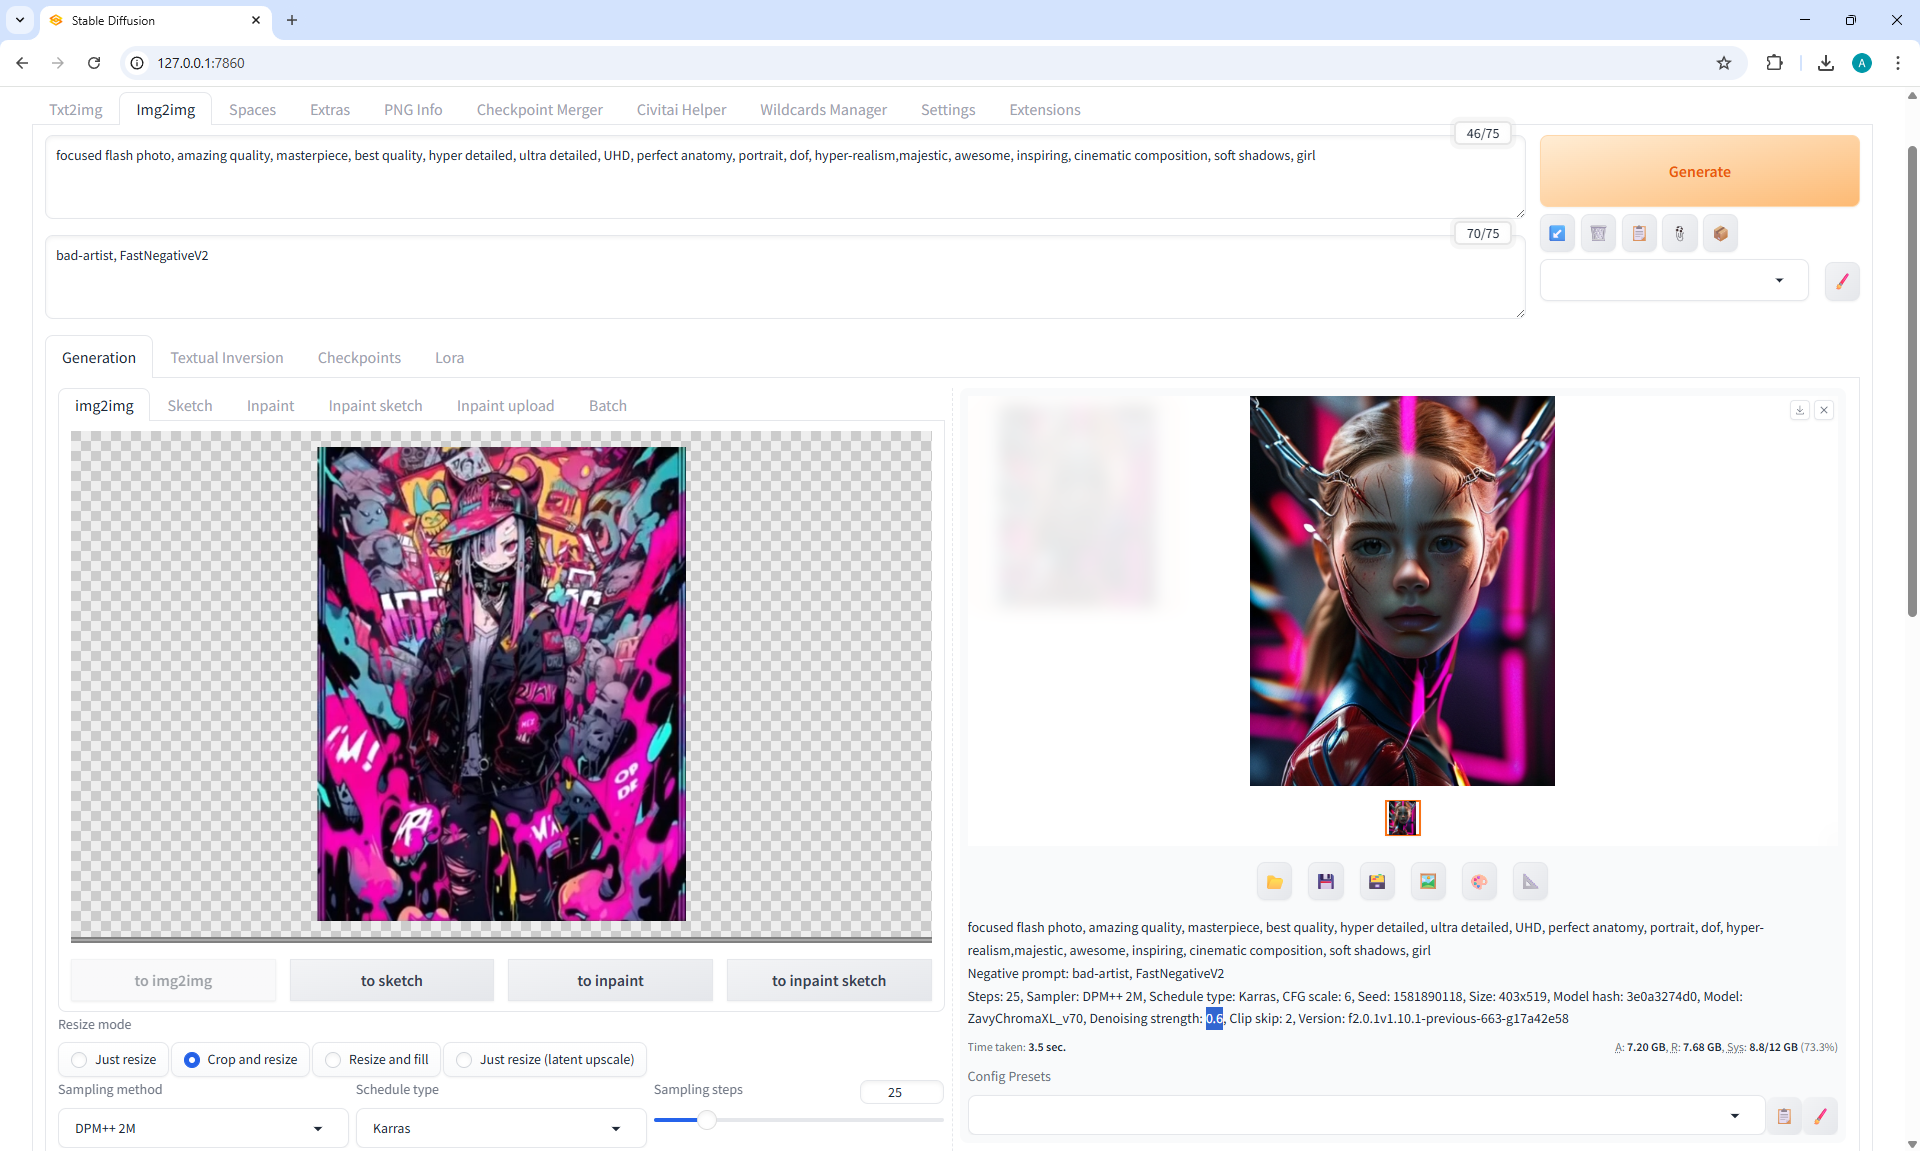 Stable Diffusion
127.0.0.1:7860
A
Txt2img Img2img Spaces Extras PNG Info Checkpoint Merger Civitai Helper Wildcards Manager Settings Extensions
46/75
focused flash photo, amazing quality, masterpiece, best quality, hyper detailed, ultra detailed, UHD, perfect anatomy, portrait, dof, hyper-realism,majestic, awesome, inspiring, cinematic composition, soft shadows, girl
Generate
70/75
bad-artist, FastNegativeV2
Generation Textual Inversion Checkpoints Lora
img2img Sketch Inpaint Inpaint sketch Inpaint upload Batch
I'M!
OP
DE
to img2img to sketch to inpaint to inpaint sketch
Resize mode
Just resize Crop and resize Resize and fill Just resize (latent upscale)
Sampling method Schedule type Sampling steps 25
DPM++ 2M Karras
focused flash photo, amazing quality, masterpiece, best quality, hyper detailed, ultra detailed, UHD, perfect anatomy, portrait, dof, hyper-
realism,majestic, awesome, inspiring, cinematic composition, soft shadows, girl
Negative prompt: bad-artist, FastNegativeV2
Steps: 25, Sampler: DPM++ 2M, Schedule type: Karras, CFG scale: 6, Seed: 1581890118, Size: 403x519, Model hash: 3e0a3274d0, Model:
ZavyChromaXL_v70, Denoising strength: 0.6, Clip skip: 2, Version: f2.0.1v1.10.1-previous-663-g17a42e58
Time taken: 3.5 sec. A: 7.20 GB, R: 7.68 GB, Sys: 8.8/12 GB (73.3%)
Config Presets